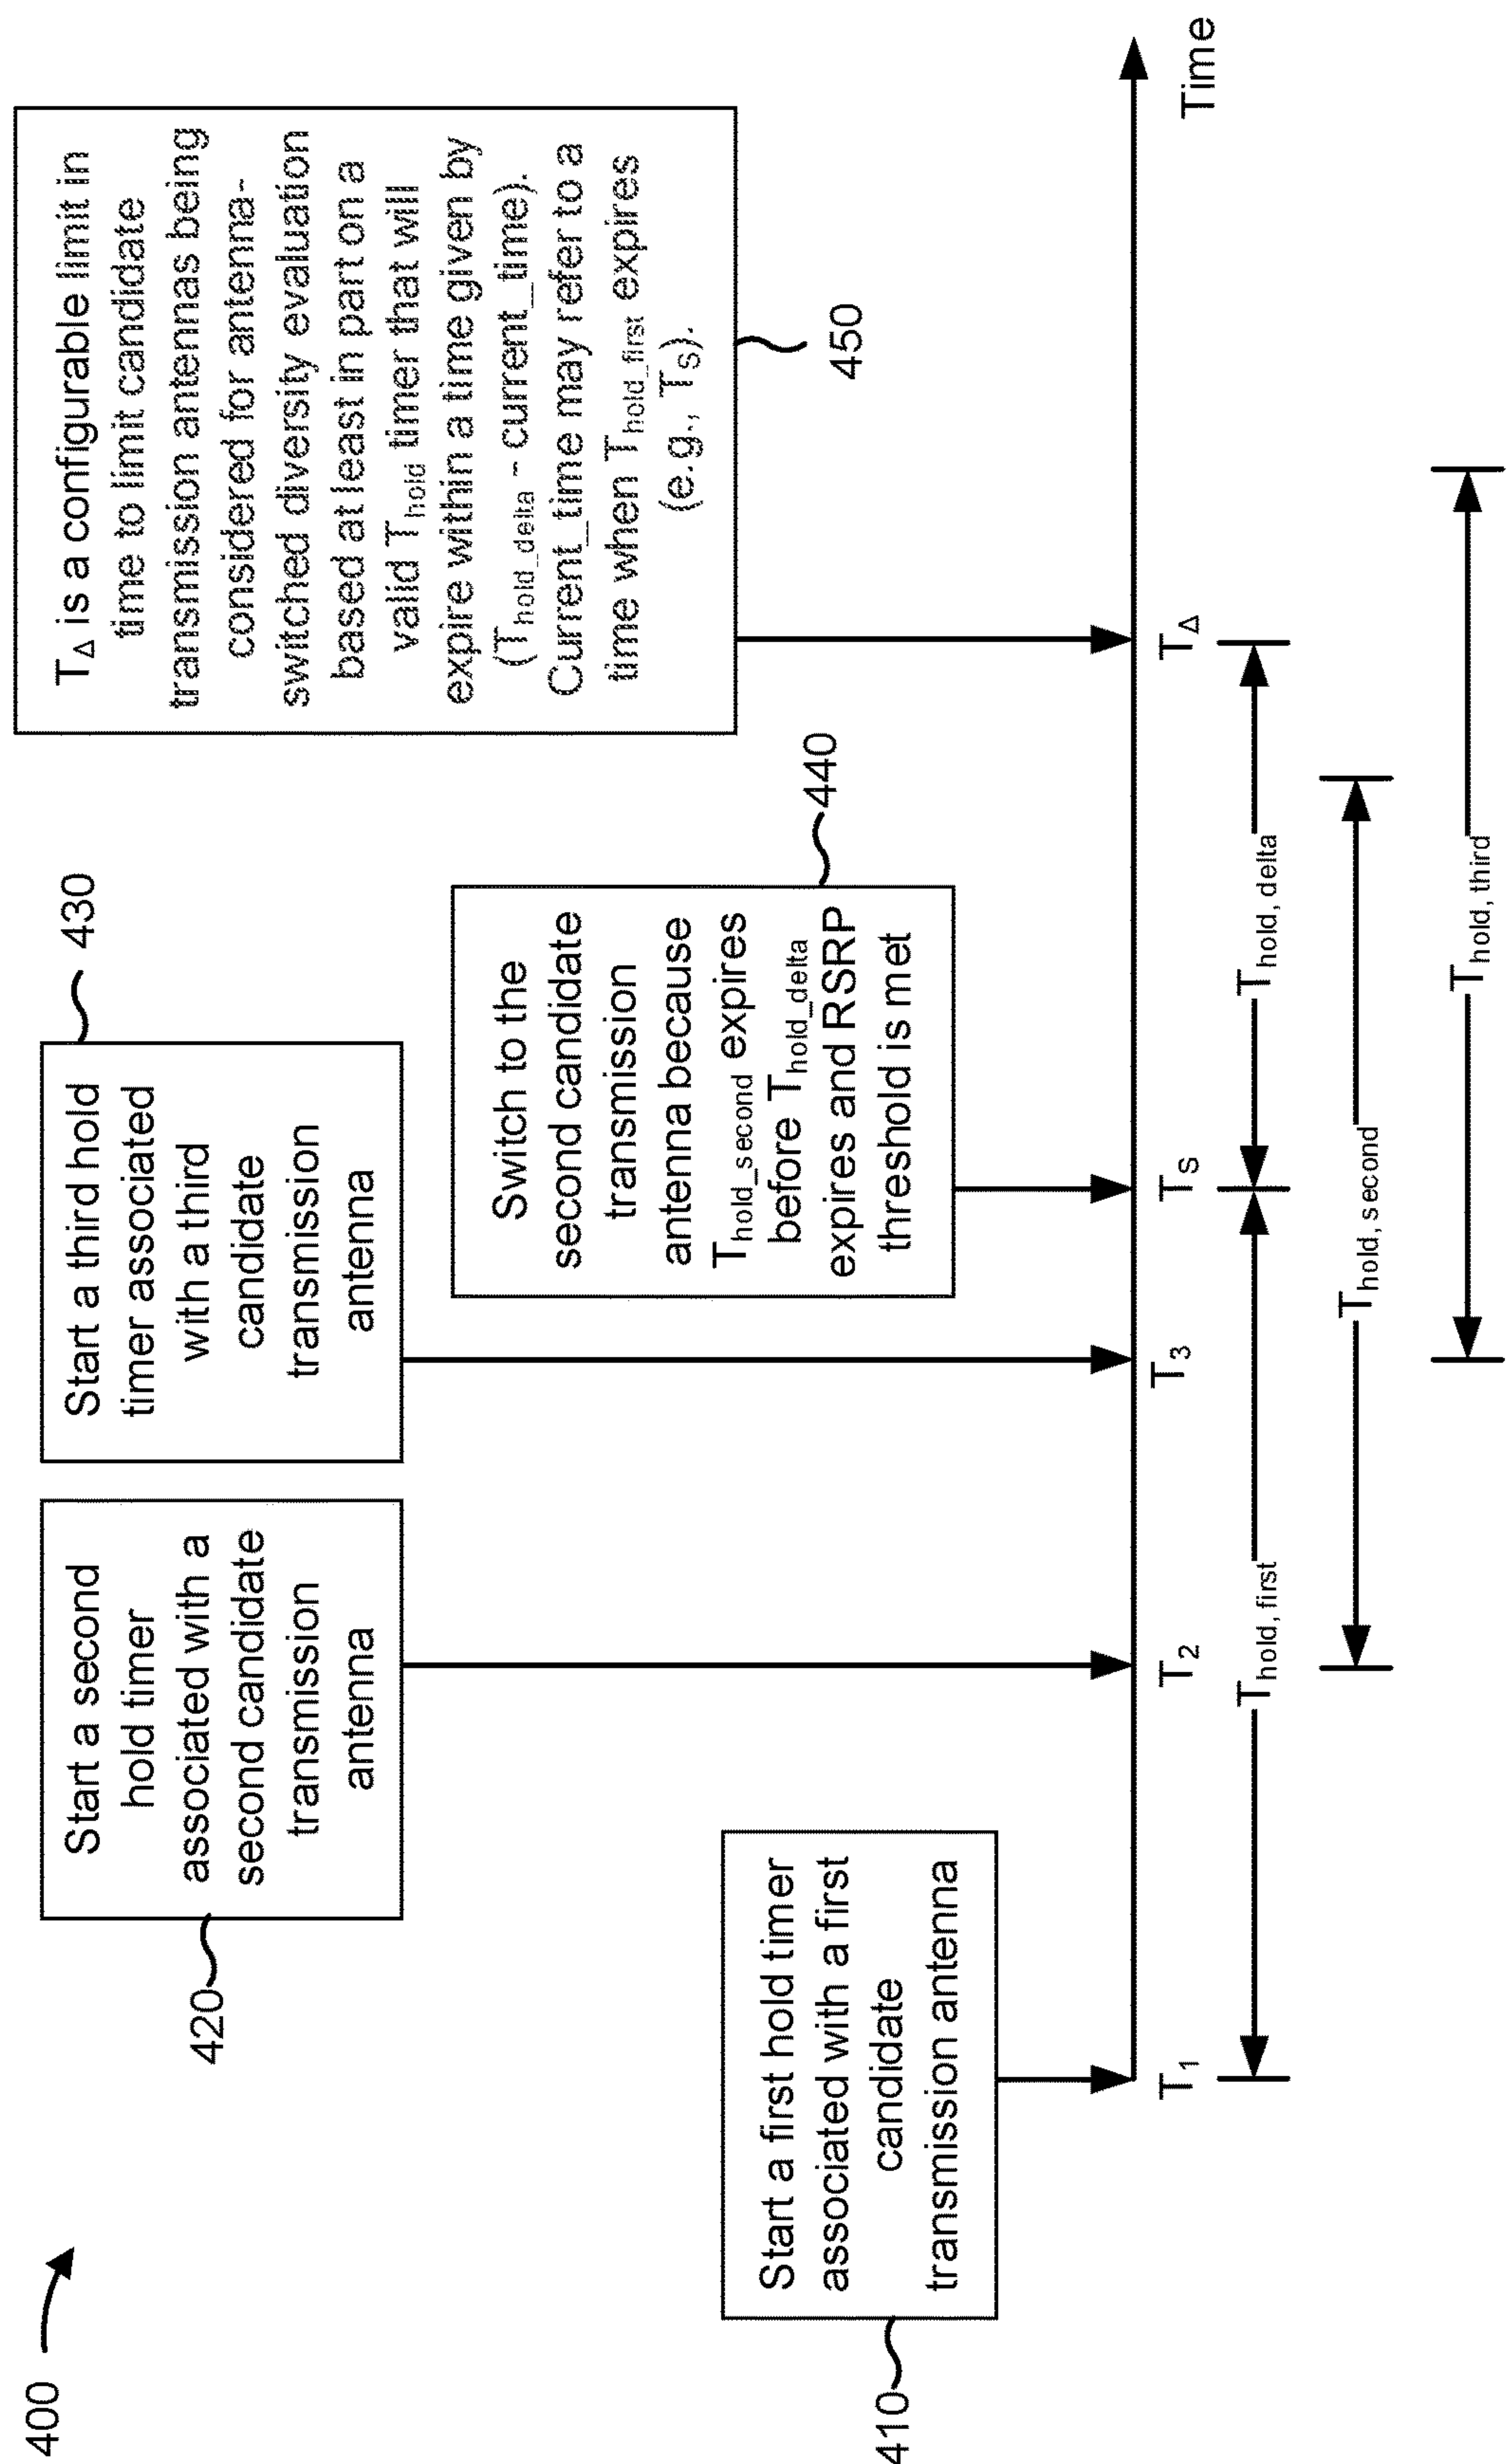 400
420
Start a second
hold timer
associated with a
second candidate
transmission
antenna
430
Start a third hold
timer associated
with a third
candidate
transmission
antenna
T∆ is a configurable limit in
time to limit candidate
transmission antennas being
considered for antenna-
switched diversity evaluation
based at least in part on a
valid Thold timer that will
expire within a time given by
(Thold_delta - current_time).
Current_time may refer to a
time when Thold_first expires
(e.g., TS).
450
410
Start a first hold timer
associated with a first
candidate
transmission antenna
440
Switch to the
second candidate
transmission
antenna because
Thold_second expires
before Thold_delta
expires and RSRP
threshold is met
T1
T2
T3
TS
T∆
Time
Thold, first
Thold, delta
Thold, second
Thold, third